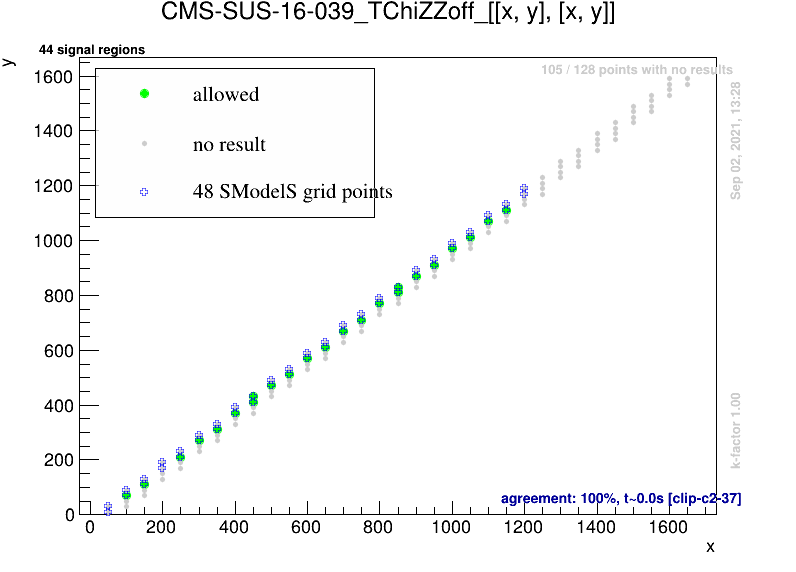 CMS-SUS-16-039_TChiZZoff_[[x, y], [x, y]]
44 signal regions
y
105 / 128 points with no results
allowed
no result
48 SModelS grid points
Sep 02, 2021, 13:28
k-factor 1.00
agreement: 100%, t~0.0s [clip-c2-37]
1600
1400
1200
1000
800
600
400
200
0
0 200 400 600 800 1000 1200 1400 1600
x